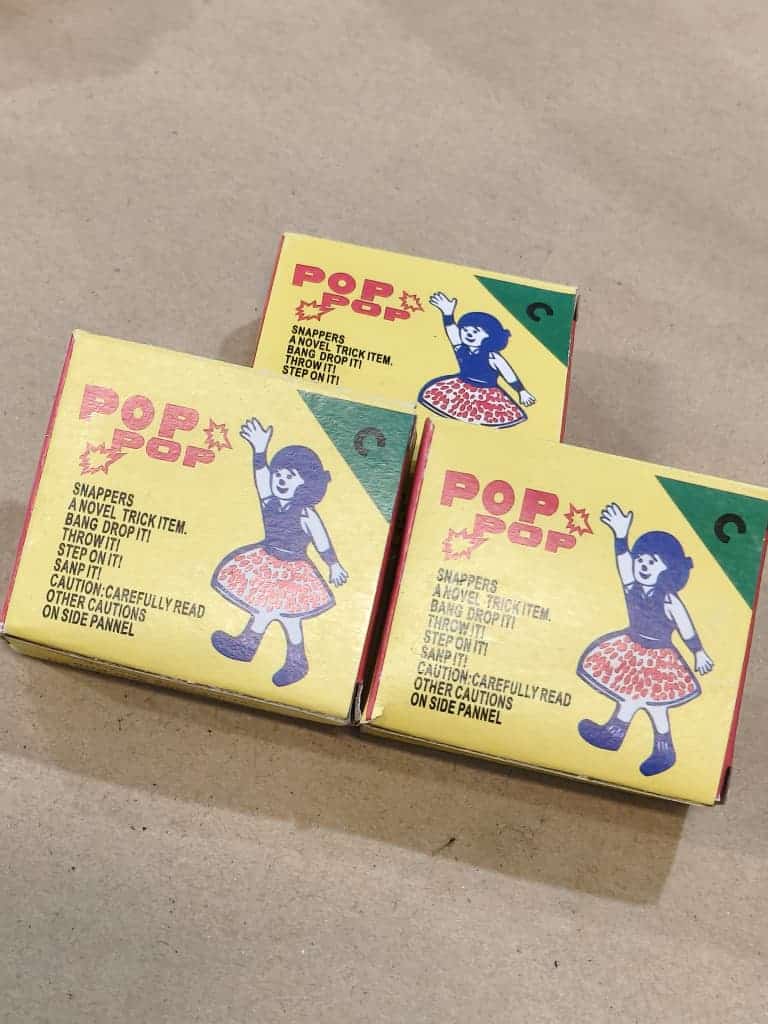 POP
POP
SNAPPERS
A NOVEL TRICK ITEM.
BANG DROP IT!
THROW IT!
STEP ON IT!
C
POP
POP
SNAPPERS
A NOVEL TRICK ITEM.
BANG DROP IT!
THROW IT!
STEP ON IT!
SANP IT!
CAUTION:CAREFULLY READ
OTHER CAUTIONS
ON SIDE PANNEL
C
POP
POP
SNAPPERS
A NOVEL TRICK ITEM.
BANG DROP IT!
THROW IT!
STEP ON IT!
SANP IT!
CAUTION:CAREFULLY READ
OTHER CAUTIONS
ON SIDE PANNEL
C